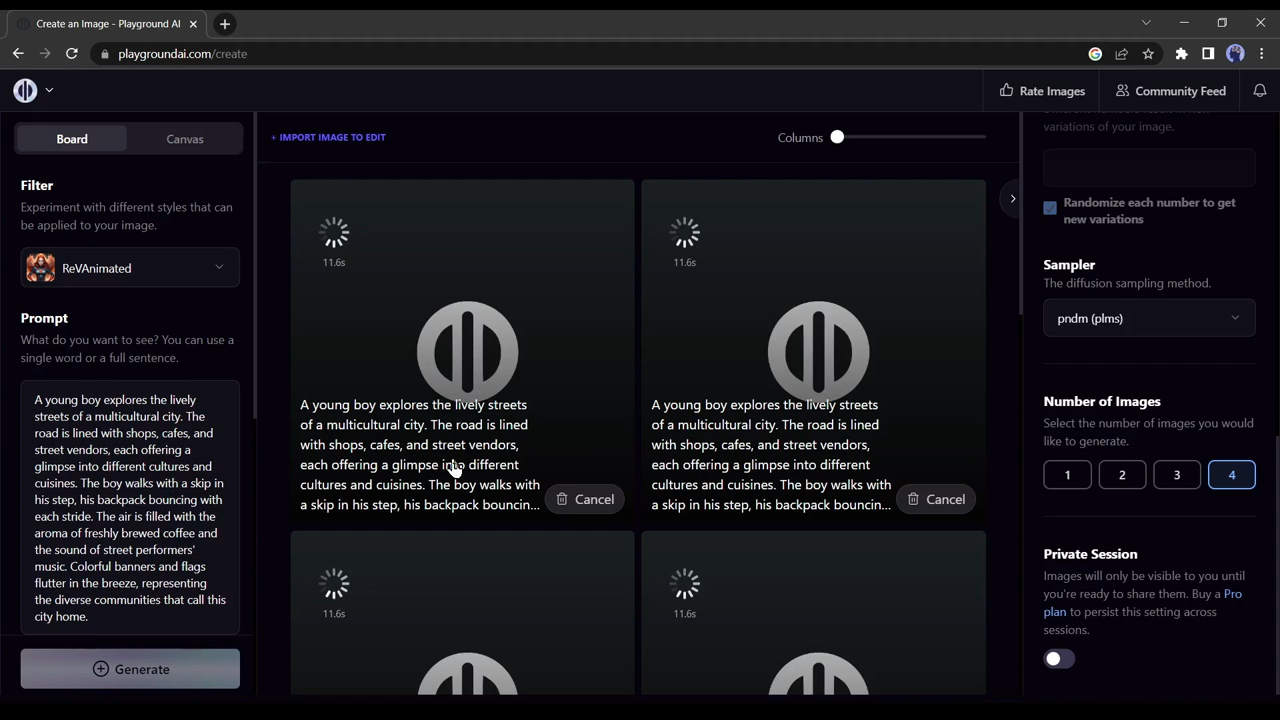 Create an Image - Playground AI
playgroundai.com/create
Rate Images
Community Feed
Board
Canvas
Filter
Experiment with different styles that can
be applied to your image.
ReVAnimated
Prompt
What do you want to see? You can use a
single word or a full sentence.
A young boy explores the lively
streets of a multicultural city. The
road is lined with shops, cafes, and
street vendors, each offering a
glimpse into different cultures and
cuisines. The boy walks with a skip in
his step, his backpack bouncing with
each stride. The air is filled with the
aroma of freshly brewed coffee and
the sound of street performers'
music. Colorful banners and flags
flutter in the breeze, representing
the diverse communities that call this
city home.
Generate
+ IMPORT IMAGE TO EDIT
Columns
11.6s
A young boy explores the lively streets
of a multicultural city. The road is lined
with shops, cafes, and street vendors,
each offering a glimpse into different
cultures and cuisines. The boy walks with
a skip in his step, his backpack bouncin...
Cancel
11.6s
A young boy explores the lively streets
of a multicultural city. The road is lined
with shops, cafes, and street vendors,
each offering a glimpse into different
cultures and cuisines. The boy walks with
a skip in his step, his backpack bouncin...
Cancel
11.6s
11.6s
variations of your image.
Randomize each number to get
new variations
Sampler
The diffusion sampling method.
pndm (plms)
Number of Images
Select the number of images you would
like to generate.
1
2
3
4
Private Session
Images will only be visible to you until
you're ready to share them. Buy a Pro
plan to persist this setting across
sessions.